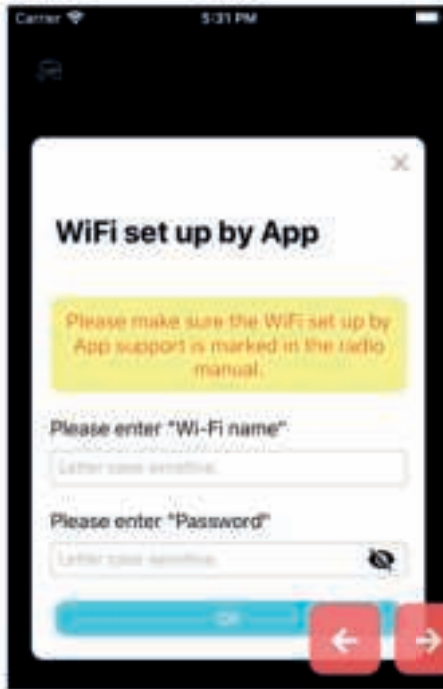 Carrier
5:31 PM
WiFi set up by App
Please make sure the WiFi set up by
App support is marked in the radio
manual.
Please enter "Wi-Fi name"
Letter case sensitive.
Please enter "Password"
Letter case sensitive.
OK